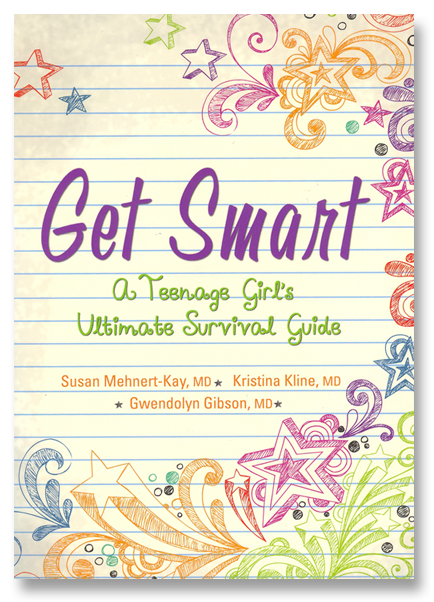 Get Smart
A Teenage Girl's
Ultimate Survival Guide
Susan Mehnert-Kay, MD ★ Kristina Kline, MD
★ Gwendolyn Gibson, MD ★